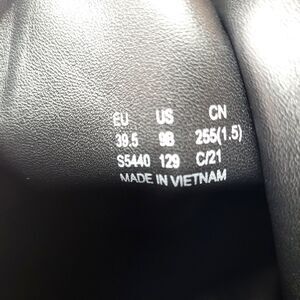 EU US CN
39.5 9B 255(1.5)
S5440 129 C/21
MADE IN VIETNAM